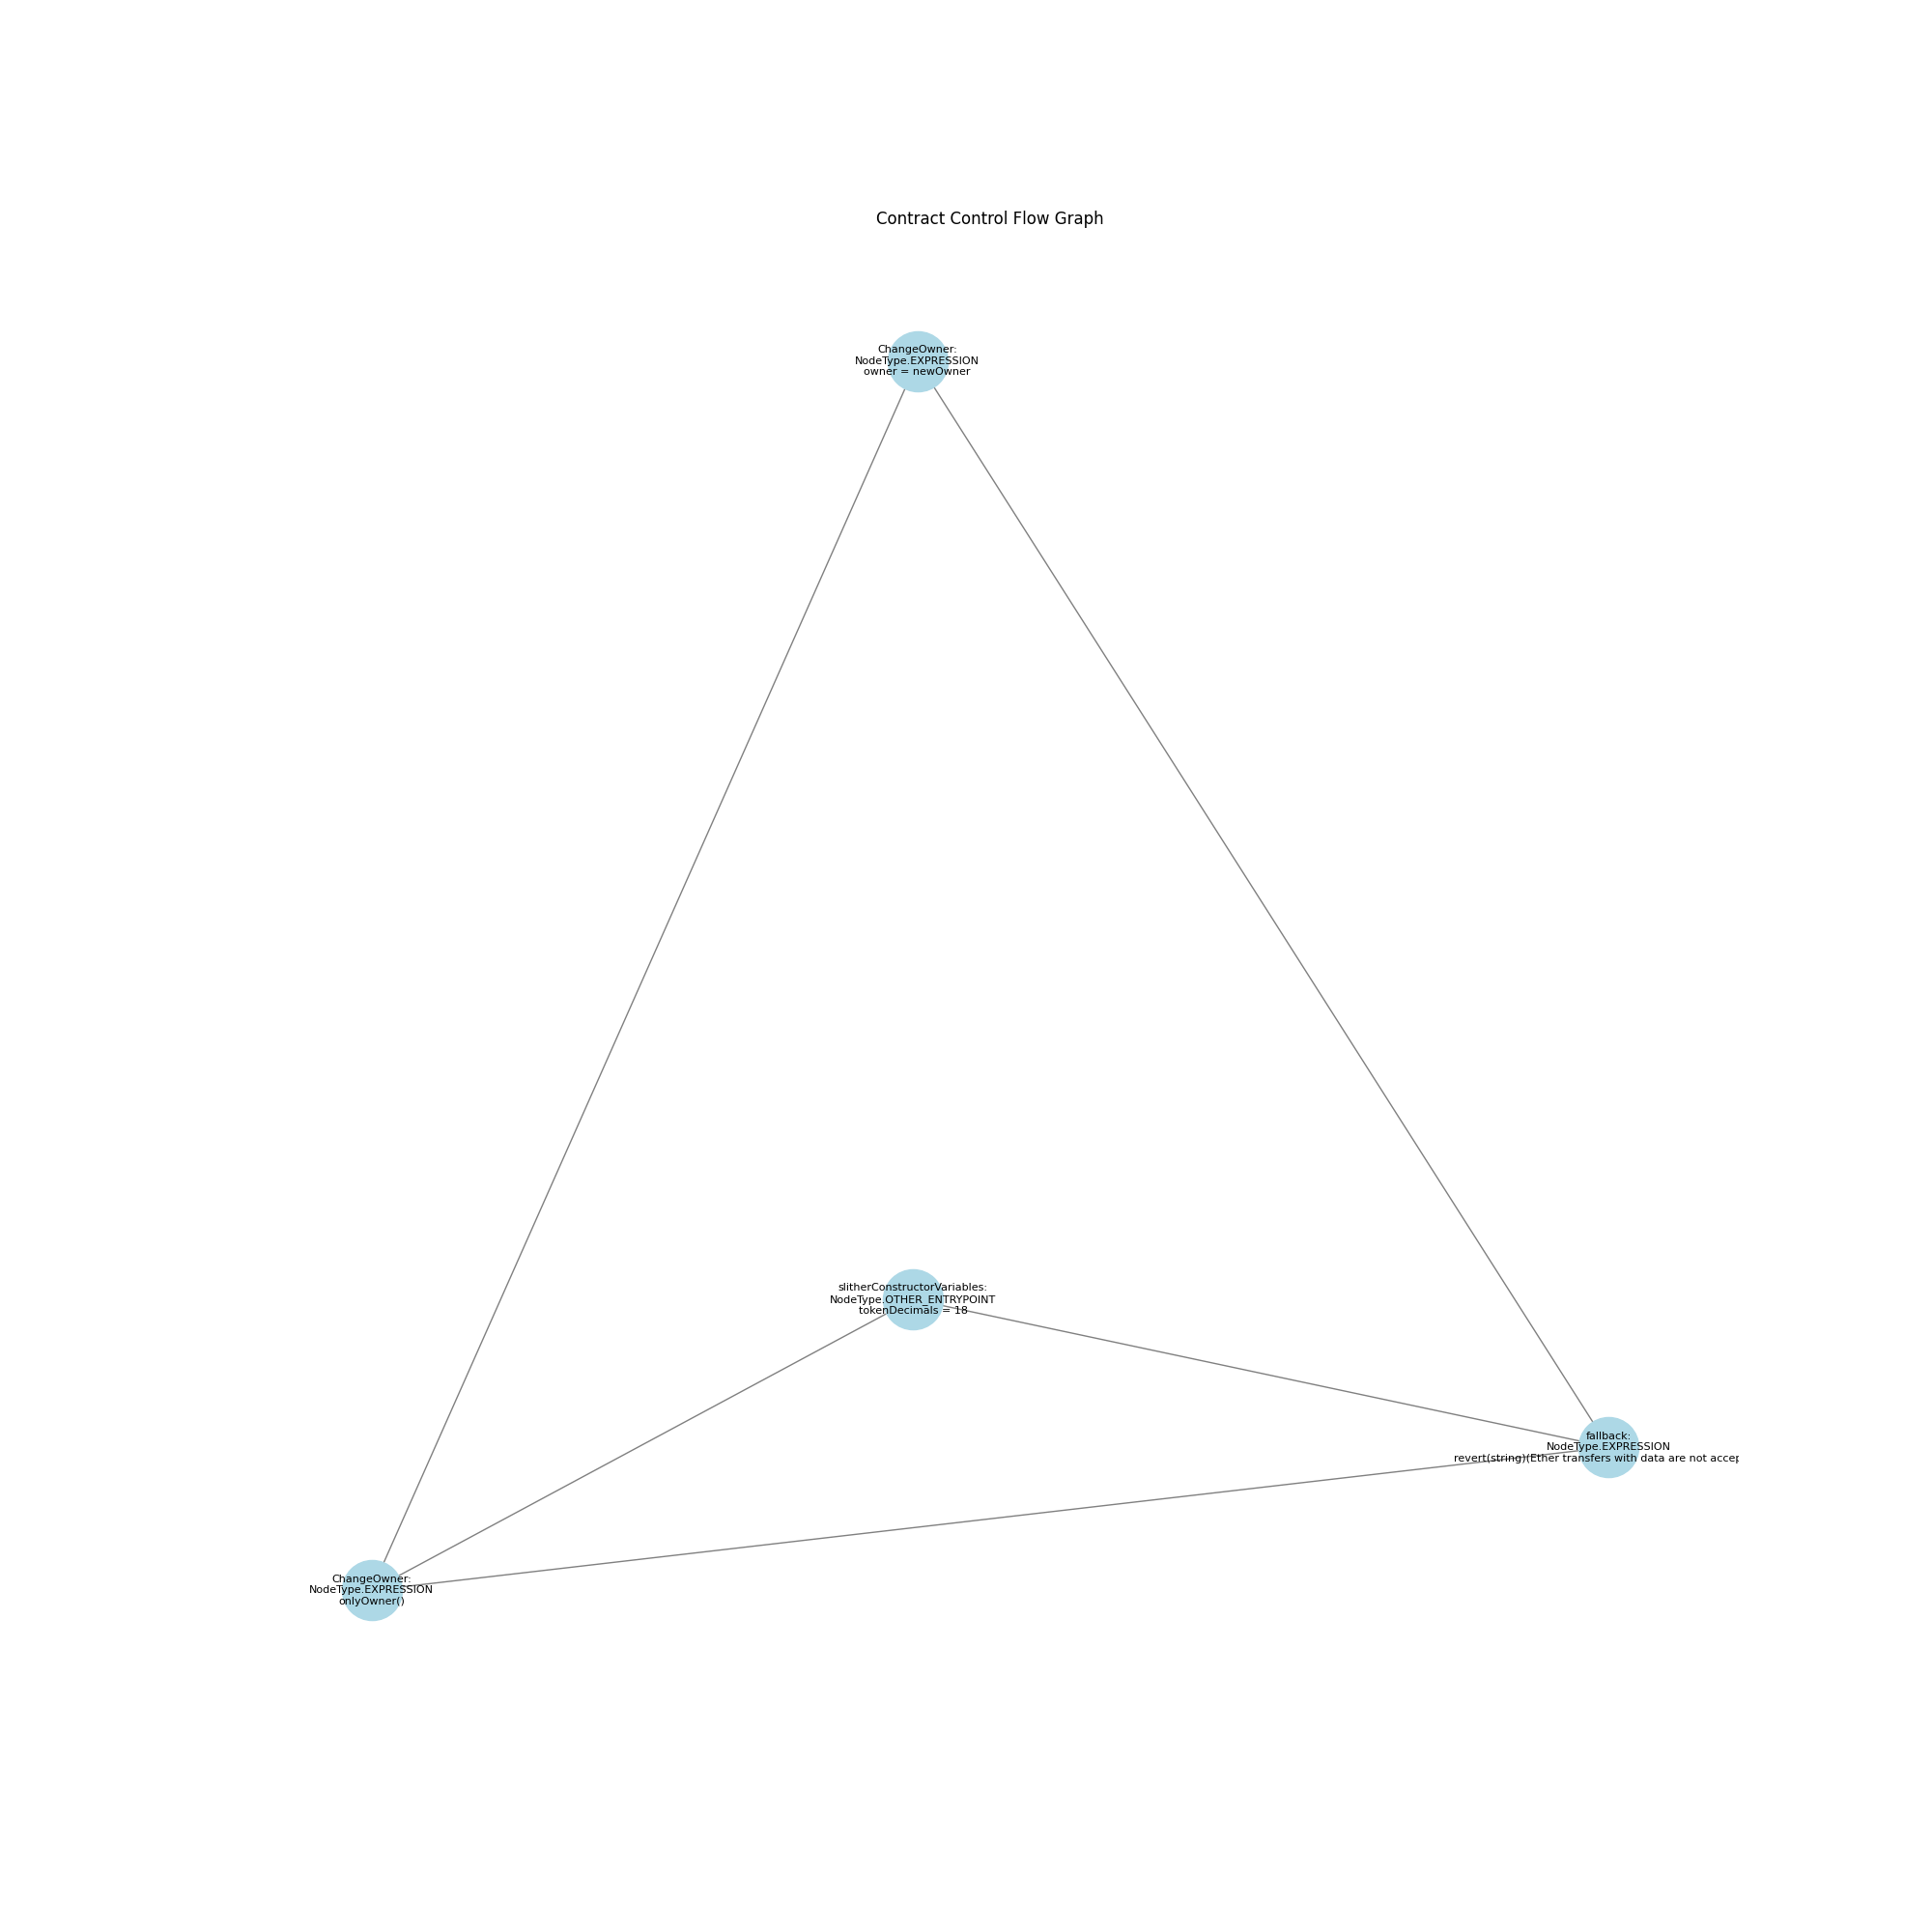 Contract Control Flow Graph
ChangeOwner:
NodeType.EXPRESSION
owner = newOwner
slitherConstructorVariables:
NodeType.OTHER_ENTRYPOINT
tokenDecimals = 18
fallback:
NodeType.EXPRESSION
revert(string)(Ether transfers with data are not accep
ChangeOwner:
NodeType.EXPRESSION
onlyOwner()